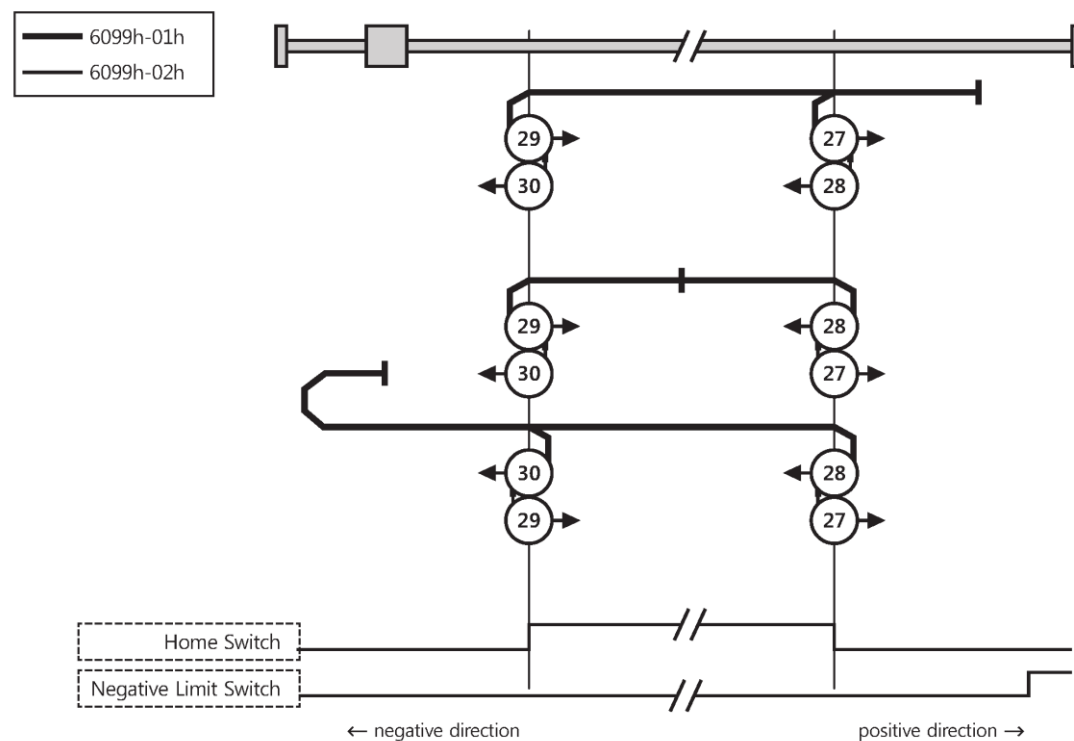 6099h-01h
6099h-02h
29 27
30 28
29 28
30 27
30 28
29 27
Home Switch
Negative Limit Switch
← negative direction positive direction →